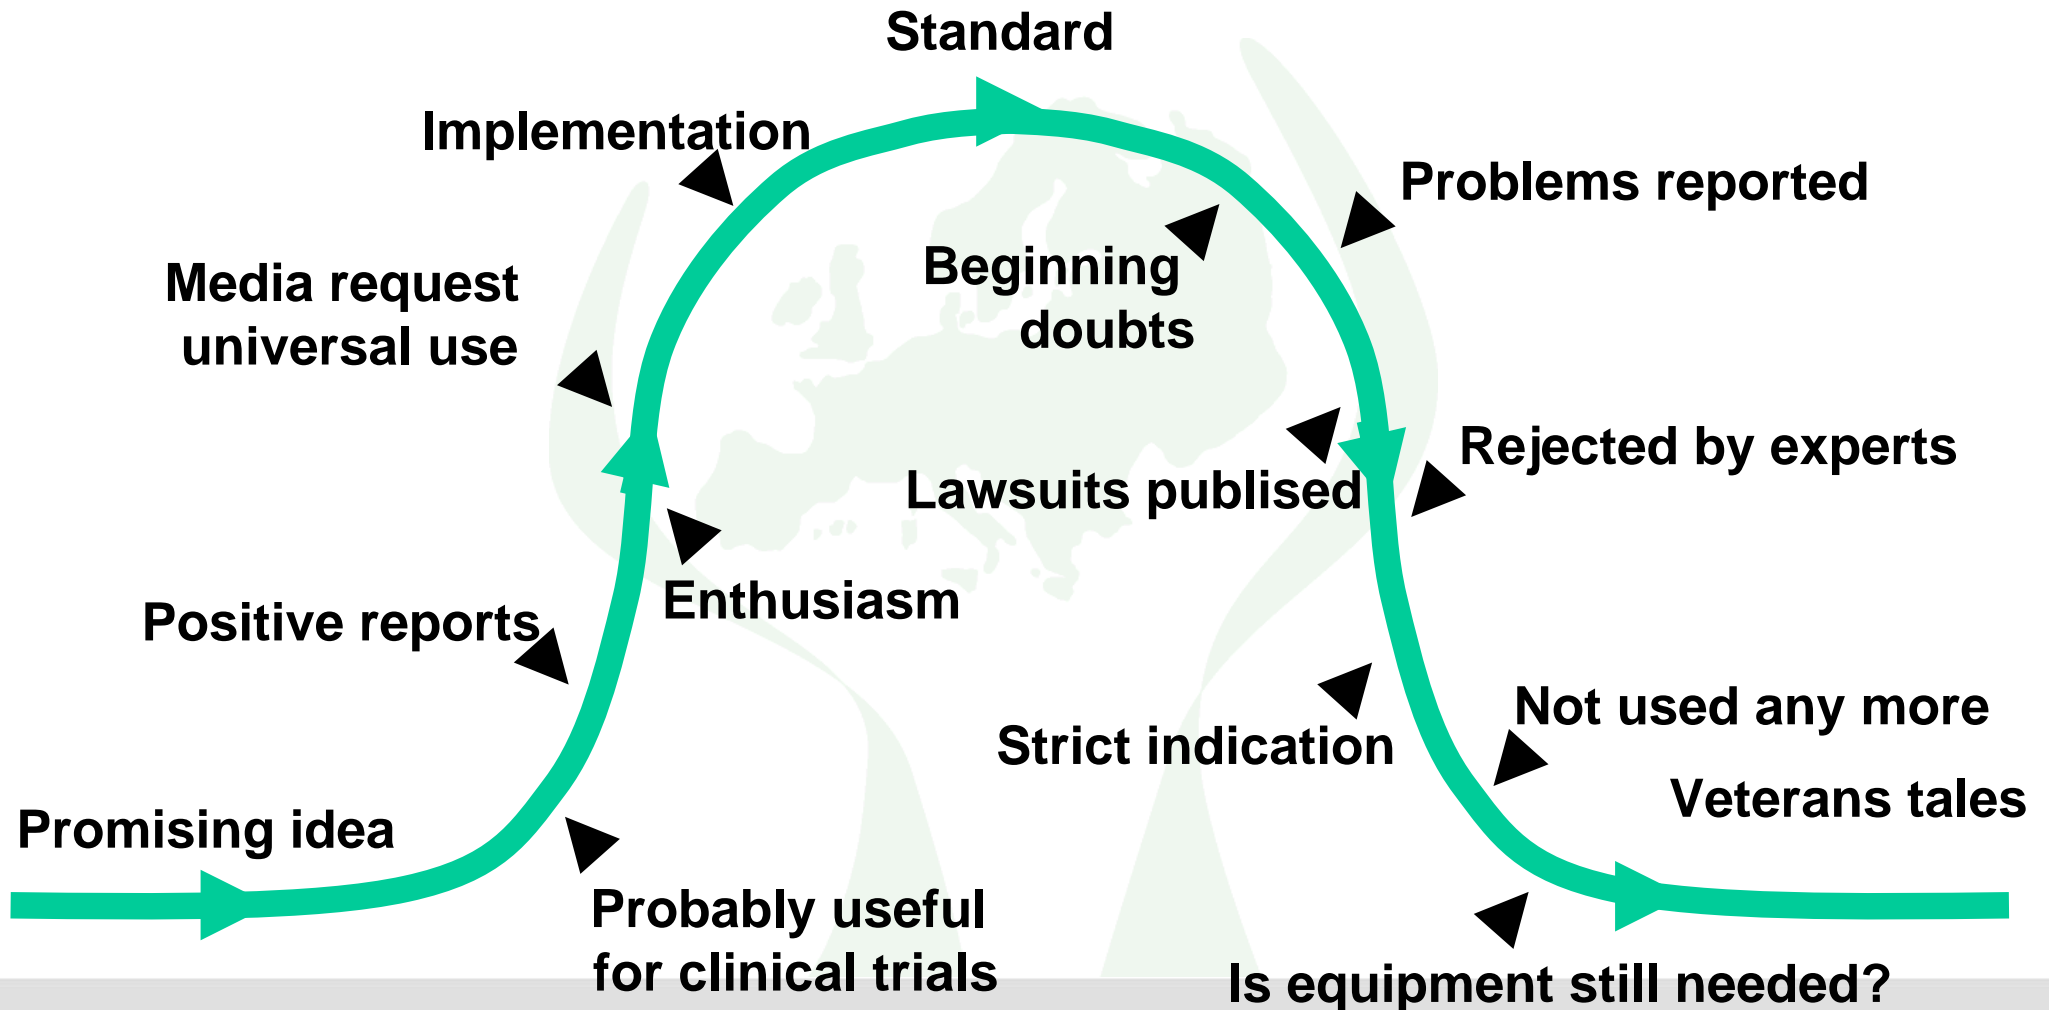 Standard
Implementation
Problems reported
Beginning
doubts
Media request
universal use
Rejected by experts
Lawsuits publised
Enthusiasm
Positive reports
Not used any more
Strict indication
Veterans tales
Promising idea
Probably useful
for clinical trials
Is equipment still needed?